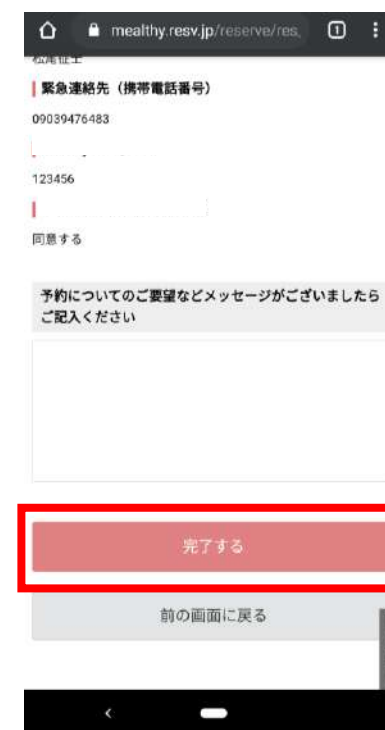 mealthy.resv.jp/reserve/res
1
緊急連絡先（携帯電話番号）
09039476483
123456
同意する
予約についてのご要望などメッセージがございましたら
ご記入ください
完了する
前の画面に戻る